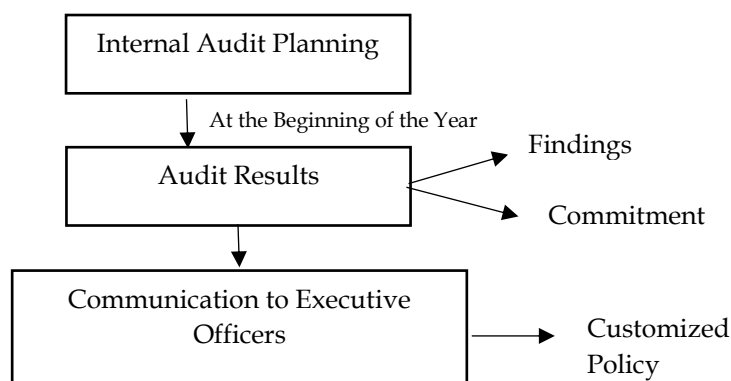 Internal Audit Planning
At the Beginning of the Year
Audit Results
Findings
Commitment
Communication to Executive
Officers
Customized
Policy